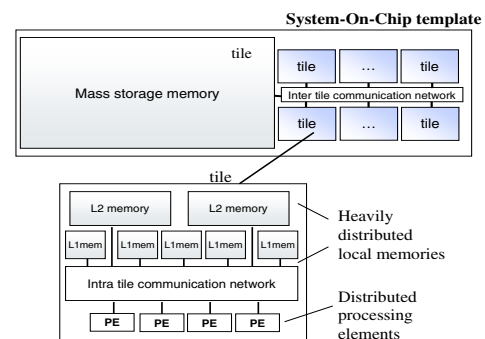 System-On-Chip template
tile
Mass storage memory
tile
...
tile
Inter tile communication network
tile
...
tile
tile
L2 memory
L2 memory
L1mem
L1mem
L1mem
L1mem
L1mem
Intra tile communication network
PE
PE
PE
PE
Heavily
distributed
local memories
Distributed
processing
elements